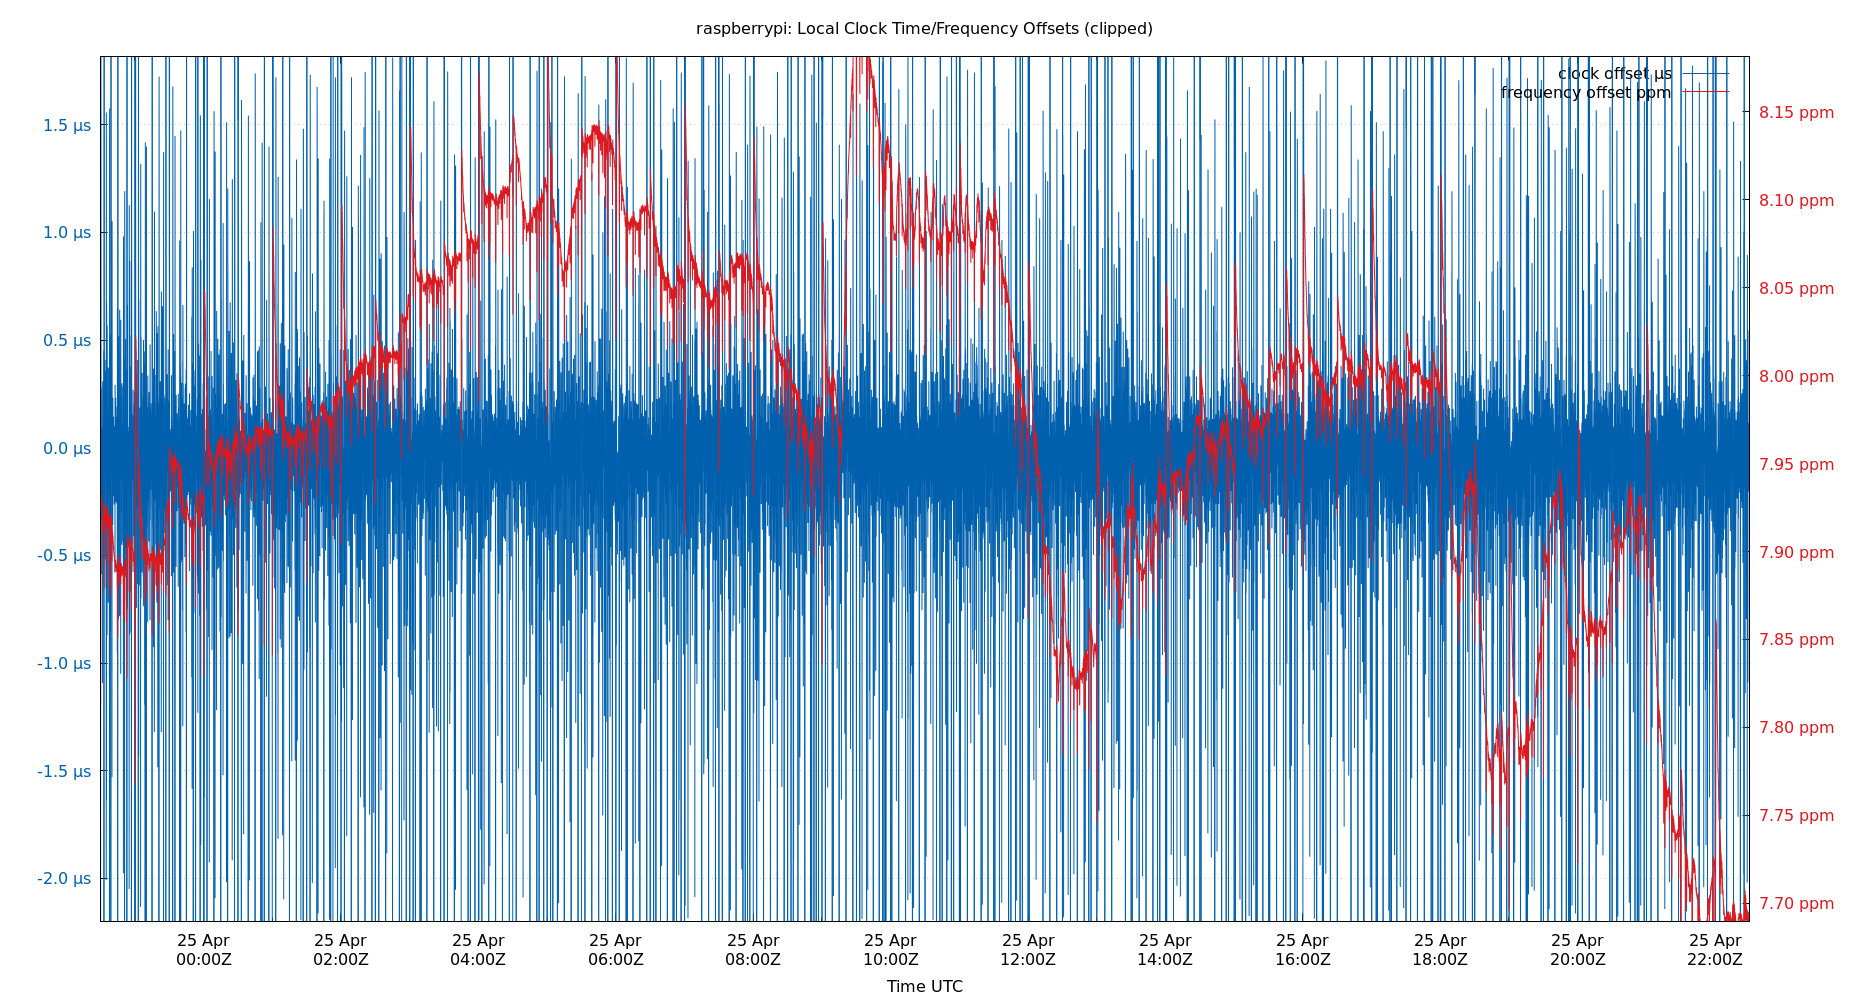 raspberrypi: Local Clock Time/Frequency Offsets (clipped)
clock offset μs
frequency offset ppm
1.5 μs
1.0 μs
0.5 μs
0.0 μs
-0.5 μs
-1.0 μs
-1.5 μs
-2.0 μs
8.15 ppm
8.10 ppm
8.05 ppm
8.00 ppm
7.95 ppm
7.90 ppm
7.85 ppm
7.80 ppm
7.75 ppm
7.70 ppm
25 Apr 25 Apr 25 Apr 25 Apr 25 Apr 25 Apr 25 Apr 25 Apr 25 Apr 25 Apr 25 Apr 25 Apr
00:00Z 02:00Z 04:00Z 06:00Z 08:00Z 10:00Z 12:00Z 14:00Z 16:00Z 18:00Z 20:00Z 22:00Z
Time UTC